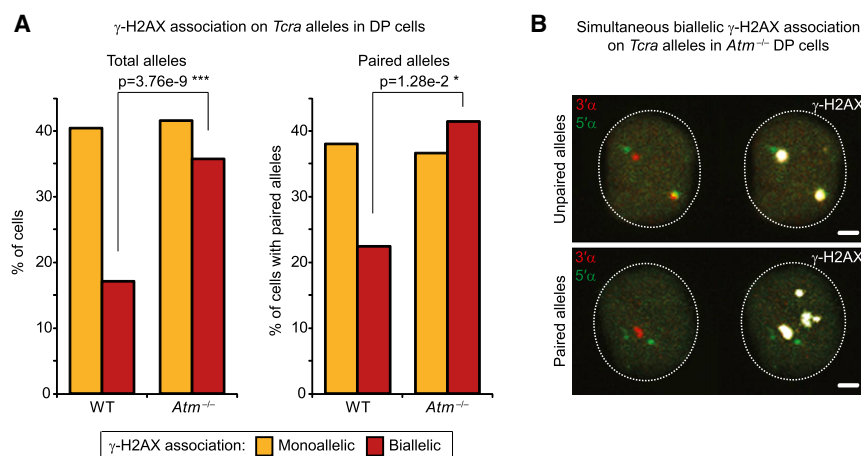 A
γ-H2AX association on Tcra alleles in DP cells
Total alleles
p=3.76e-9 ***
% of cells
40
30
20
10
0
WT
Atm–/–
Paired alleles
p=1.28e-2 *
% of cells with paired alleles
40
30
20
10
0
WT
Atm–/–
γ-H2AX association: Monoallelic Biallelic
B
Simultaneous biallelic γ-H2AX association
on Tcra alleles in Atm–/– DP cells
Unpaired alleles
3'α
5'α
γ-H2AX
Paired alleles
3'α
5'α
γ-H2AX